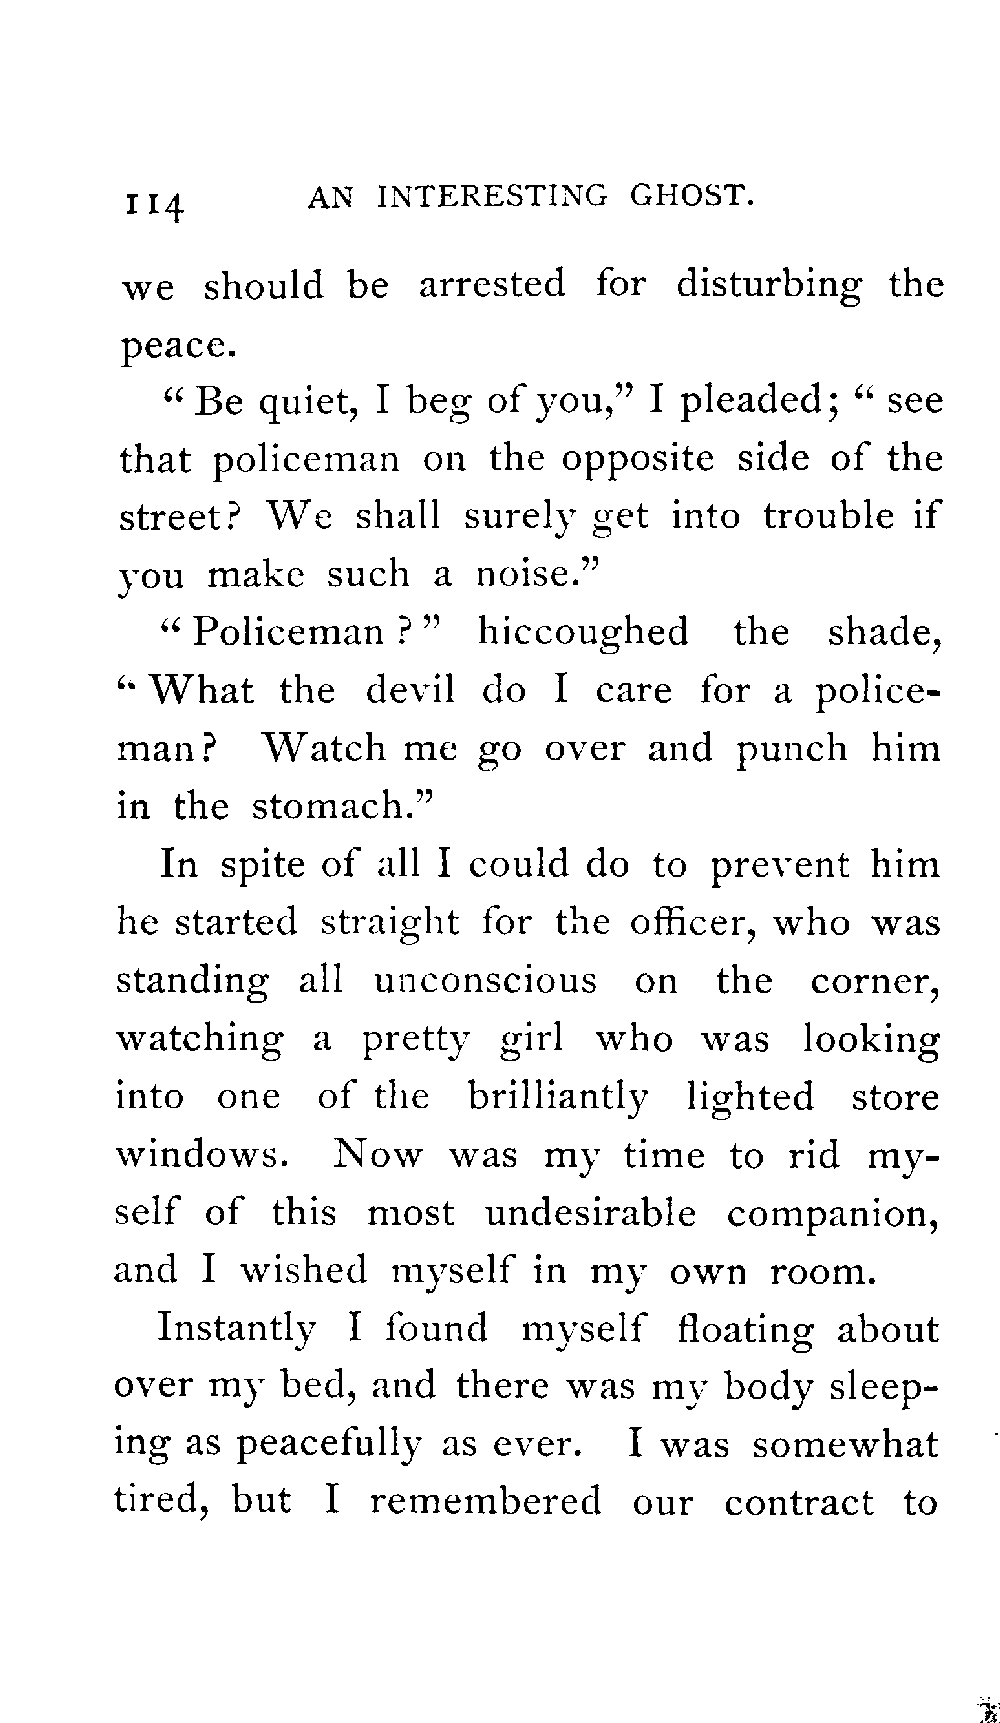 114 AN INTERESTING GHOST.
we should be arrested for disturbing the
peace.
“ Be quiet, I beg of you,” I pleaded; “ see
that policeman on the opposite side of the
street? We shall surely get into trouble if
you make such a noise.”
“ Policeman ? ” hiccoughed the shade,
“ What the devil do I care for a police-
man? Watch me go over and punch him
in the stomach.”
In spite of all I could do to prevent him
he started straight for the officer, who was
standing all unconscious on the corner,
watching a pretty girl who was looking
into one of the brilliantly lighted store
windows. Now was my time to rid my-
self of this most undesirable companion,
and I wished myself in my own room.
Instantly I found myself floating about
over my bed, and there was my body sleep-
ing as peacefully as ever. I was somewhat
tired, but I remembered our contract to